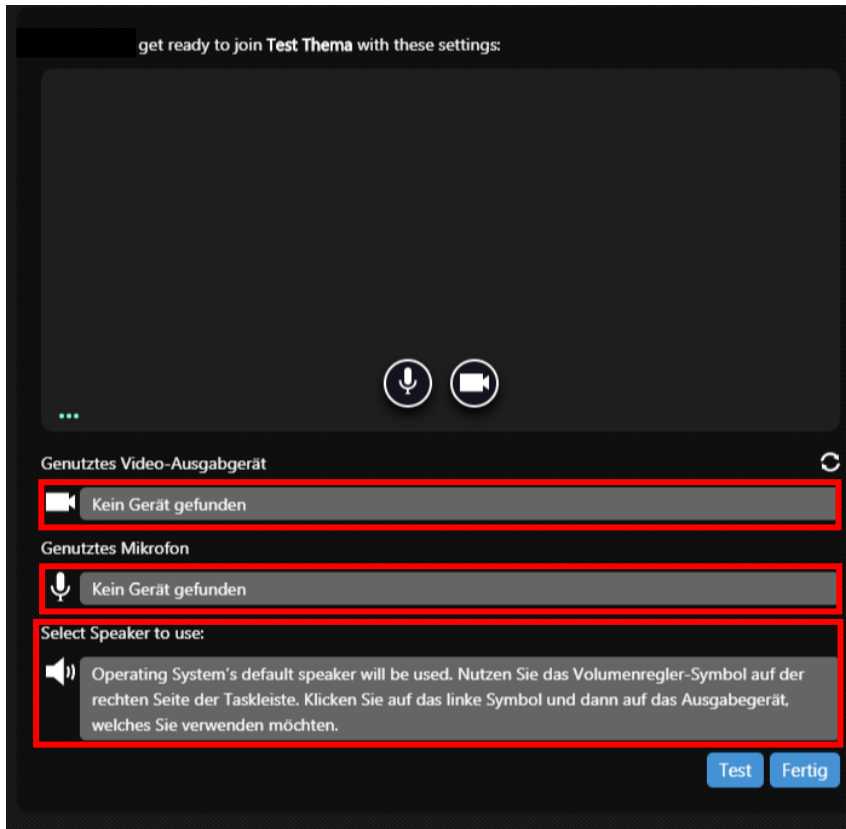 get ready to join Test Thema with these settings:
Genutztes Video-Ausgabgerät
Kein Gerät gefunden
Genutztes Mikrofon
Kein Gerät gefunden
Select Speaker to use:
Operating System's default speaker will be used. Nutzen Sie das Volumenregler-Symbol auf der
rechten Seite der Taskleiste. Klicken Sie auf das linke Symbol und dann auf das Ausgabegerät,
welches Sie verwenden möchten.
Test Fertig